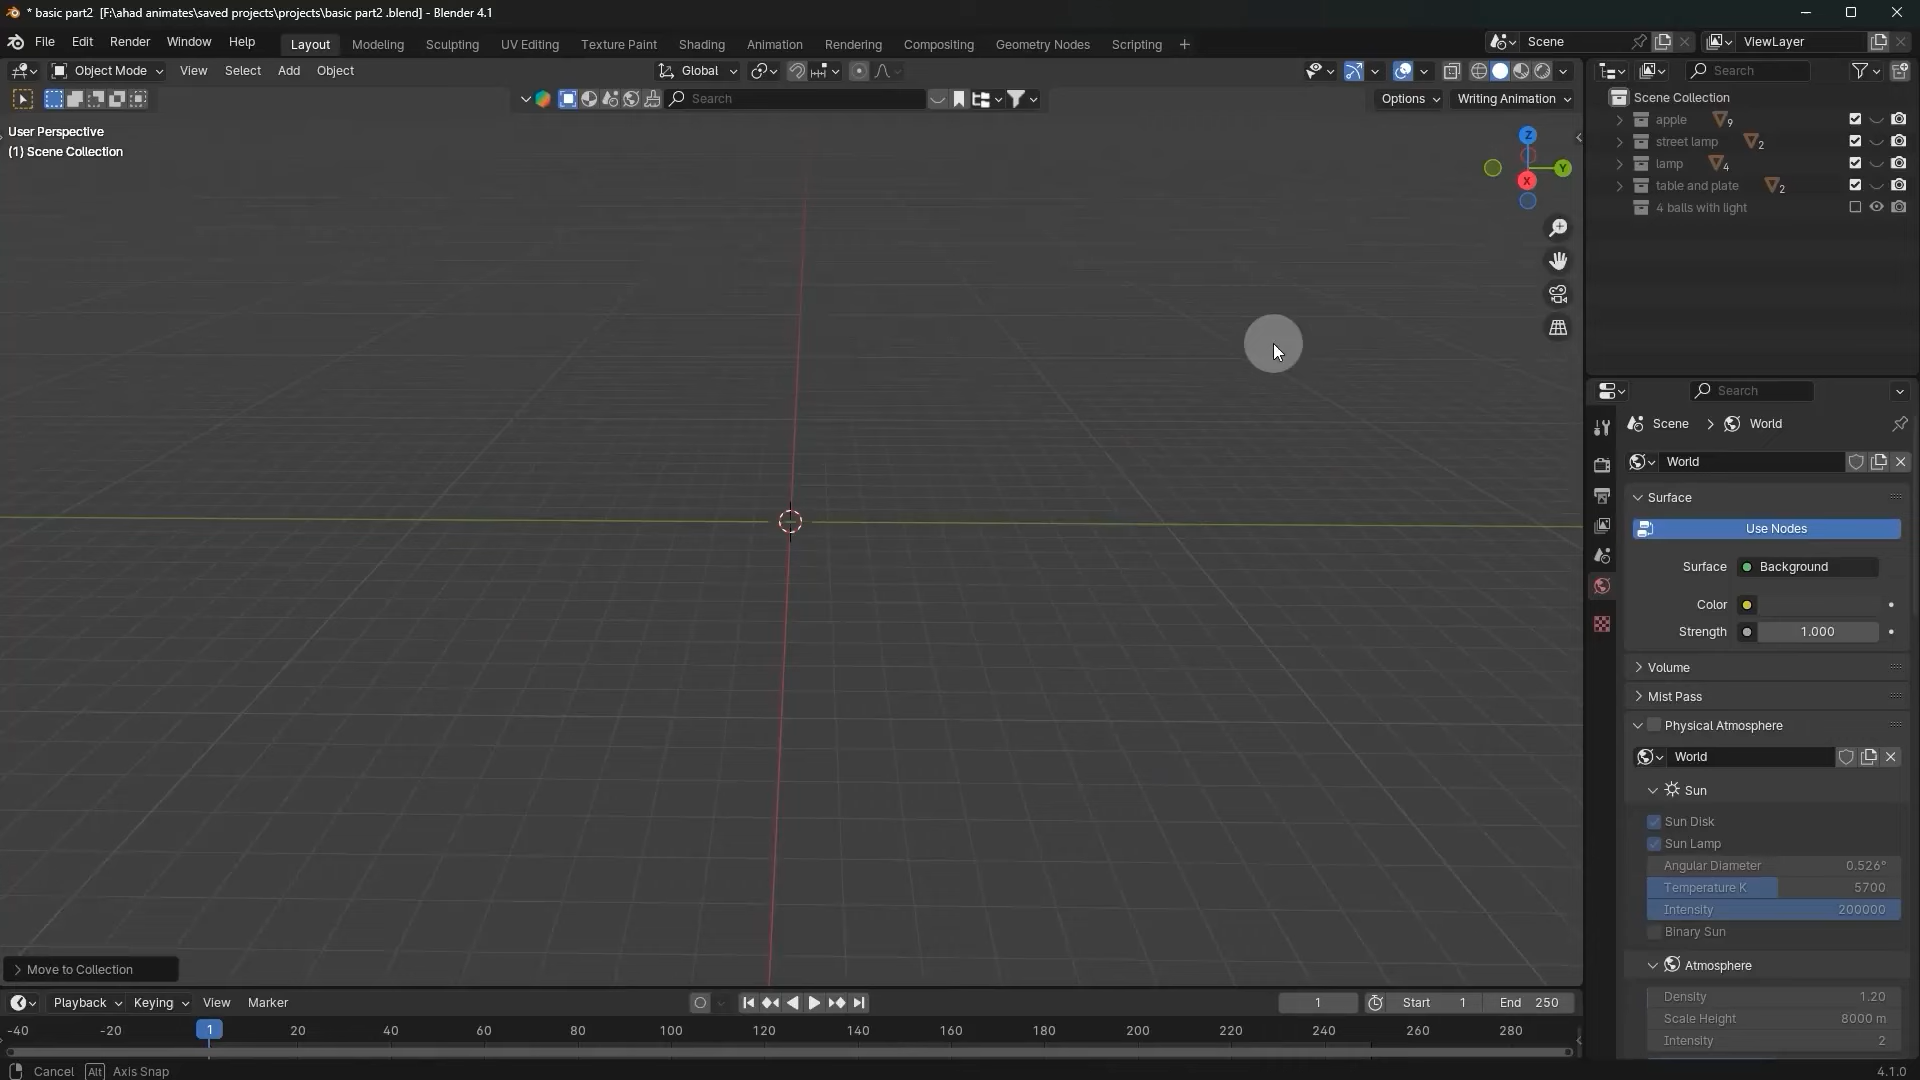 * basic part2 [F:\ahad animates\saved projects\projects\basic part2 .blend] - Blender 4.1
File Edit Render Window Help Layout Modeling Sculpting UV Editing Texture Paint Shading Animation Rendering Compositing Geometry Nodes Scripting + Scene ViewLayer
Object Mode View Select Add Object Global Search
Search Options Writing Animation
User Perspective
(1) Scene Collection
Z
Y
X
Scene Collection
apple 9
street lamp 2
lamp 4
table and plate 2
4 balls with light
Search
Scene > World
World
Surface
Use Nodes
Surface Background
Color
Strength 1.000
Volume
Mist Pass
Physical Atmosphere
World
Sun
Sun Disk
Sun Lamp
Angular Diameter 0.526°
Temperature K 5700
Intensity 200000
Binary Sun
Atmosphere
Density 1.20
Scale Height 8000 m
Intensity 2
Move to Collection
Playback Keying View Marker 1 Start 1 End 250
-40 -20 1 20 40 60 80 100 120 140 160 180 200 220 240 260 280
Cancel Alt Axis Snap 4.1.0